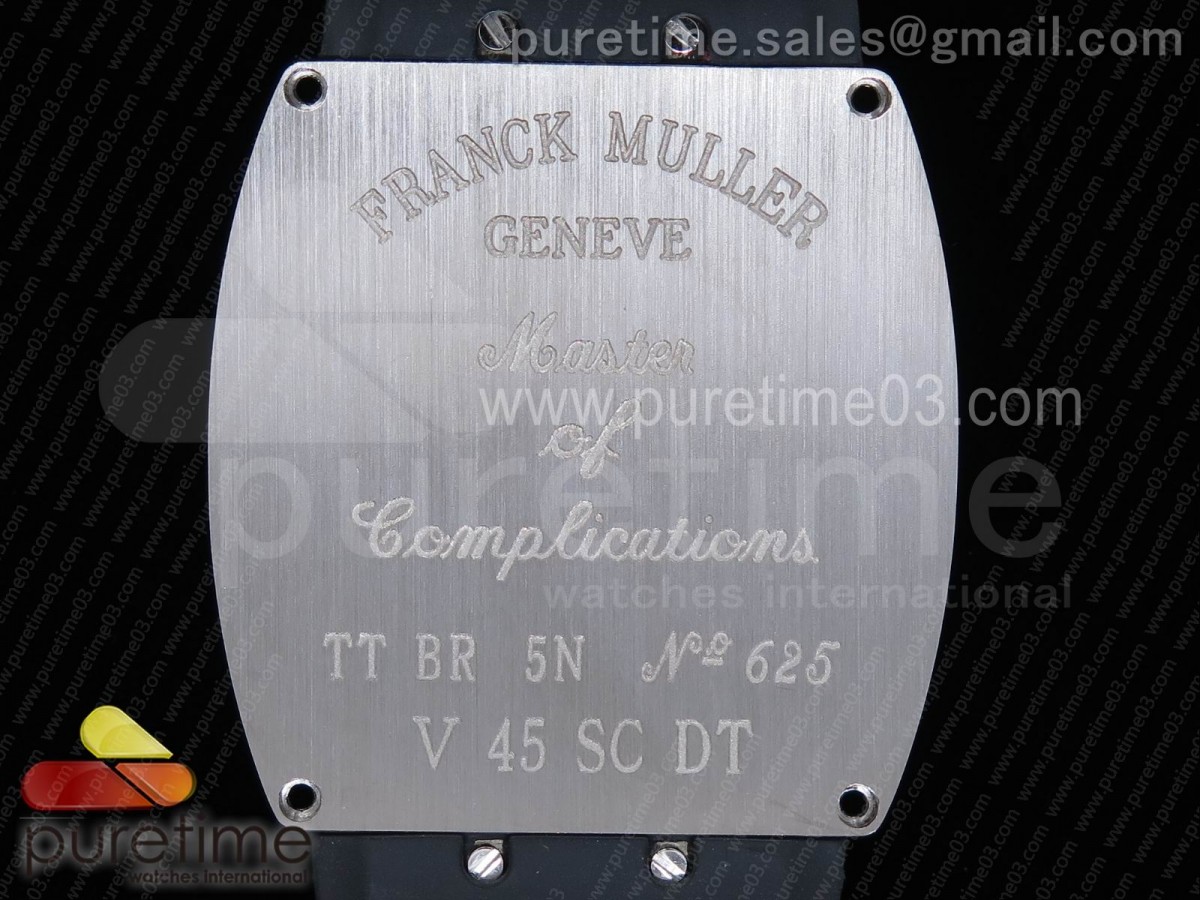 puretime.sales@gmail.com
FRANCK MULLER
GENEVE
Master
www.puretime03.com
of
puretime
Complications
watches international
TT BR 5N Nº 625
V 45 SC DT
puretime
watches international